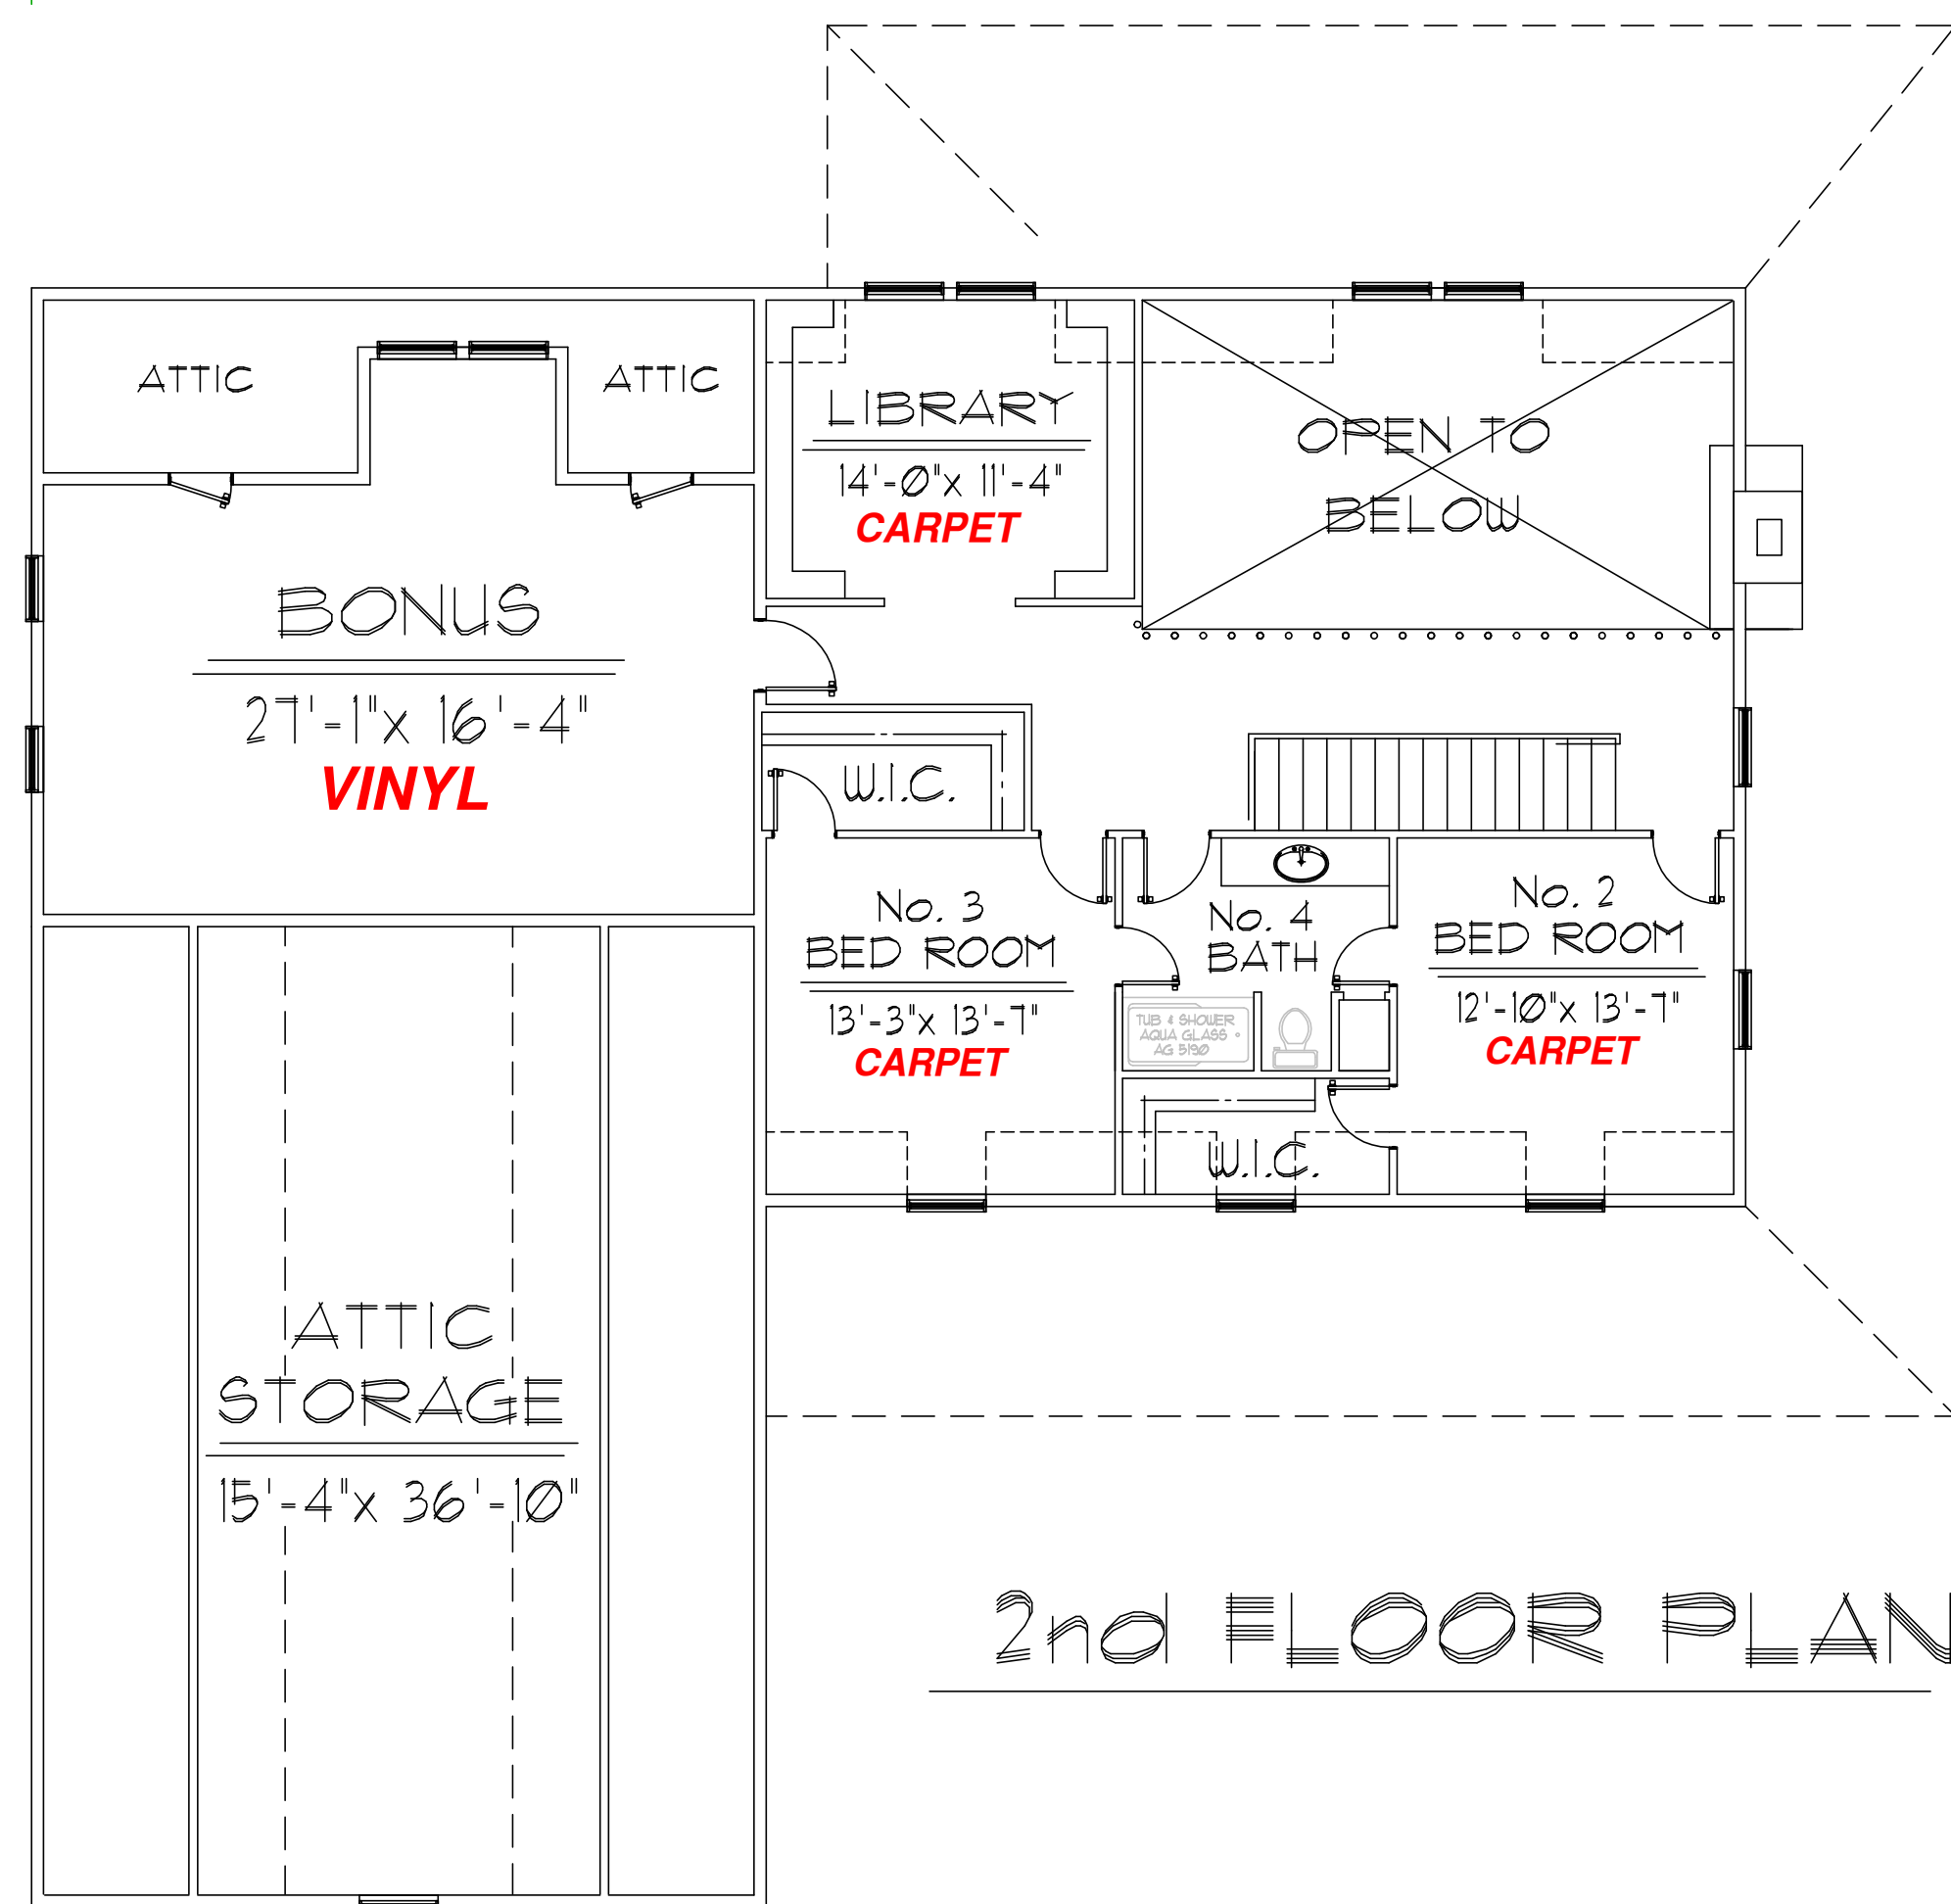 ATTIC
ATTIC
LIBRARY
14'-0"x 11'-4"
CARPET
OPEN TO
BELOW
BONUS
27'-1"x 16'-4"
VINYL
W.I.C.
No. 3
BED ROOM
13'-3"x 13'-7"
CARPET
No. 4
BATH
TUB & SHOWER
AQUA GLASS
AG 5190
No. 2
BED ROOM
12'-10"x 13'-7"
CARPET
W.I.C.
ATTIC
STORAGE
15'-4"x 36'-10"
2nd FLOOR PLAN